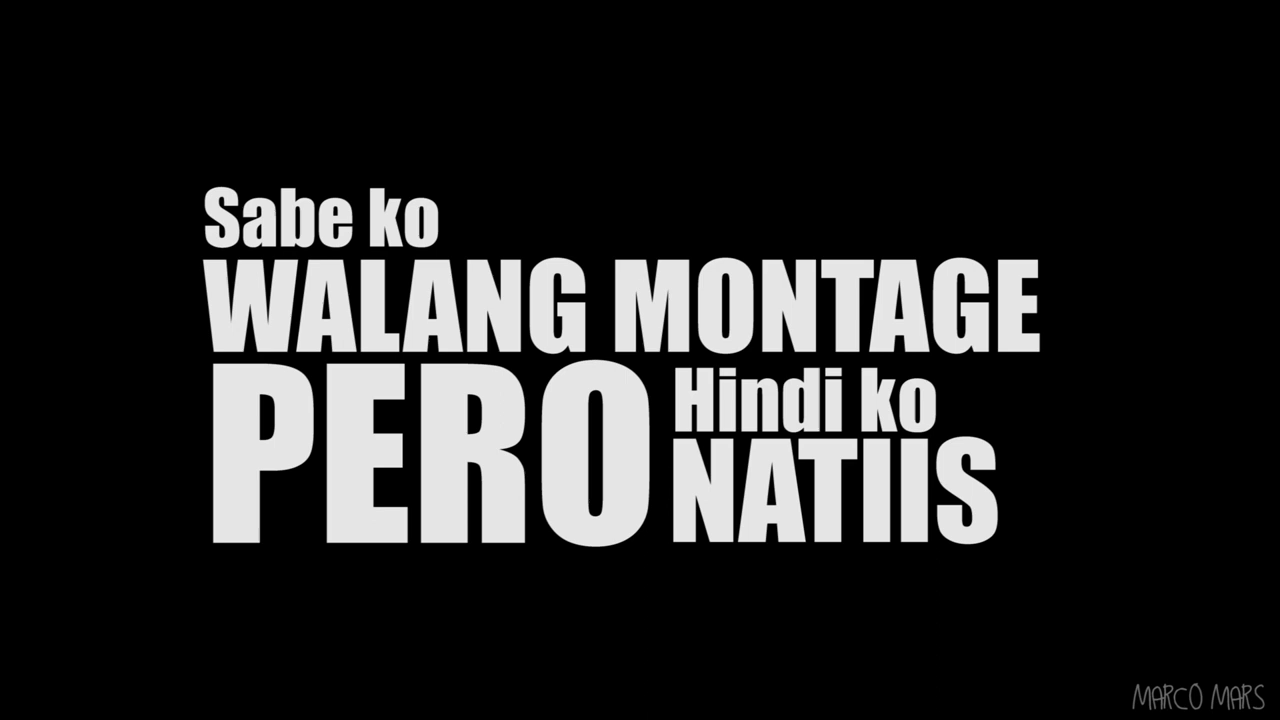 Sabe ko
WALANG MONTAGE
PERO
Hindi ko
NATIIS
MARCO MARS